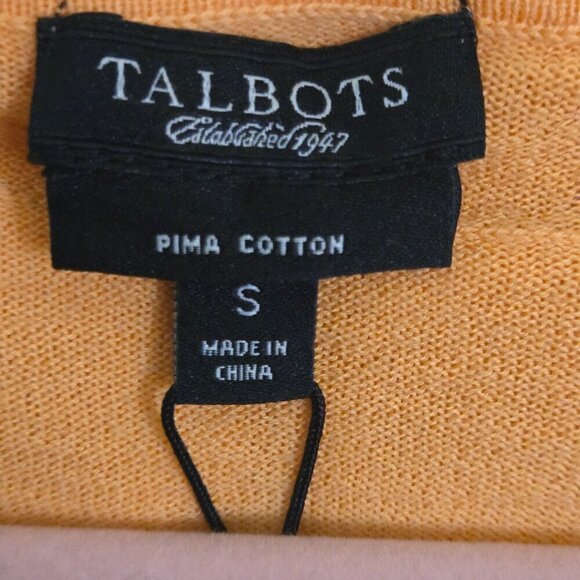 TALBOTS
Established 1947
PIMA COTTON
S
MADE IN
CHINA